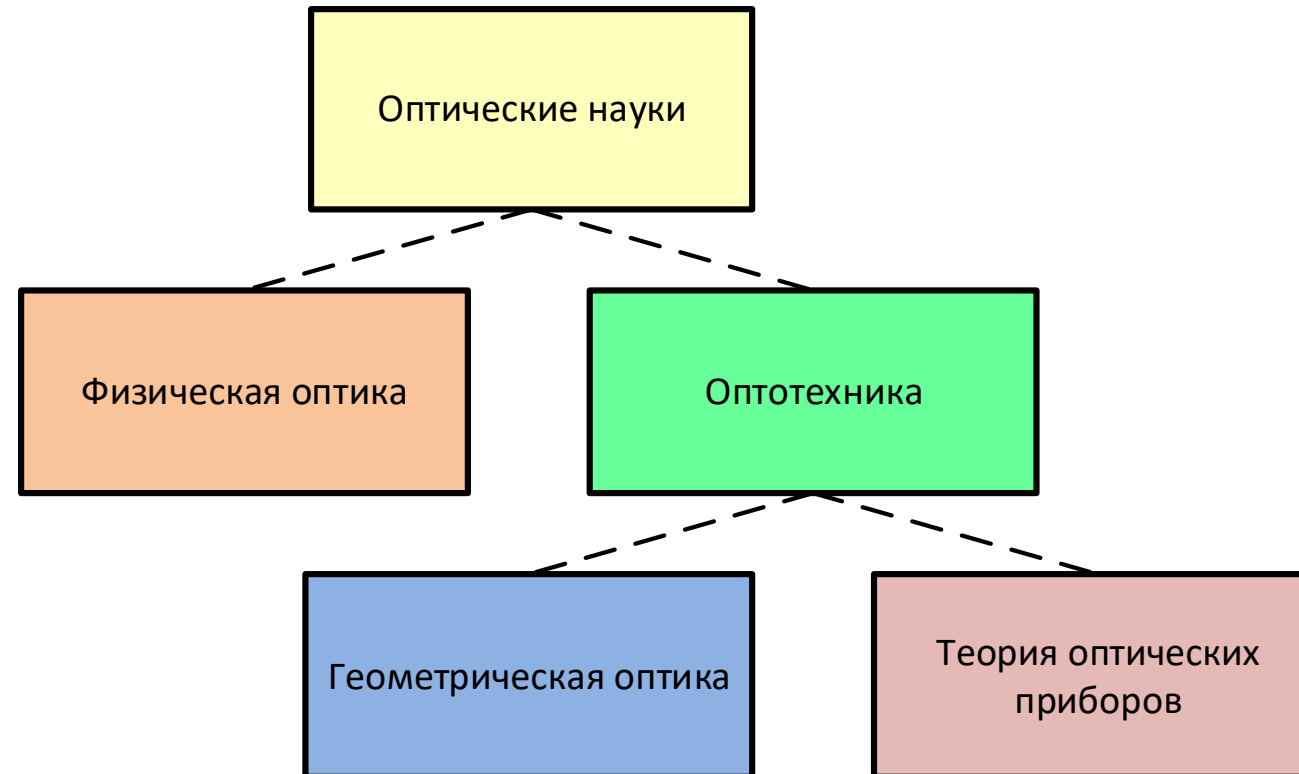 Оптические науки
Физическая оптика
Оптотехника
Геометрическая оптика
Теория оптических
приборов